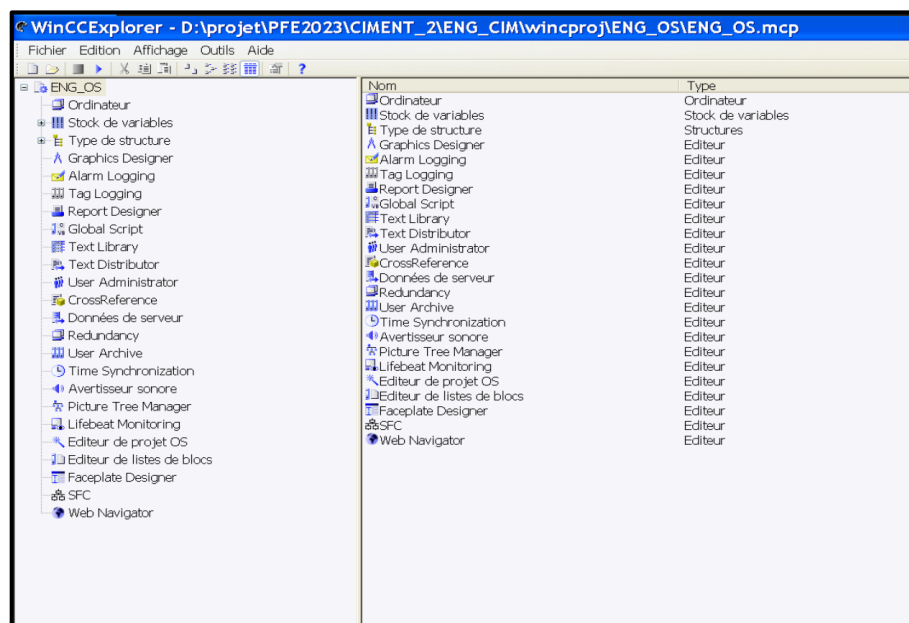 WinCCExplorer - D:\projet\PFE2023\CIMENT_2\ENG_CIM\wincproj\ENG_OS\ENG_OS.mcp
Fichier Edition Affichage Outils Aide
ENG_OS
Ordinateur
Stock de variables
Type de structure
Graphics Designer
Alarm Logging
Tag Logging
Report Designer
Global Script
Text Library
Text Distributor
User Administrator
CrossReference
Données de serveur
Redundancy
User Archive
Time Synchronization
Avertisseur sonore
Picture Tree Manager
Lifebeat Monitoring
Editeur de projet OS
Editeur de listes de blocs
Faceplate Designer
SFC
Web Navigator
Nom Type
Ordinateur Ordinateur
Stock de variables Stock de variables
Type de structure Structures
Graphics Designer Editeur
Alarm Logging Editeur
Tag Logging Editeur
Report Designer Editeur
Global Script Editeur
Text Library Editeur
Text Distributor Editeur
User Administrator Editeur
CrossReference Editeur
Données de serveur Editeur
Redundancy Editeur
User Archive Editeur
Time Synchronization Editeur
Avertisseur sonore Editeur
Picture Tree Manager Editeur
Lifebeat Monitoring Editeur
Editeur de projet OS Editeur
Editeur de listes de blocs Editeur
Faceplate Designer Editeur
SFC Editeur
Web Navigator Editeur